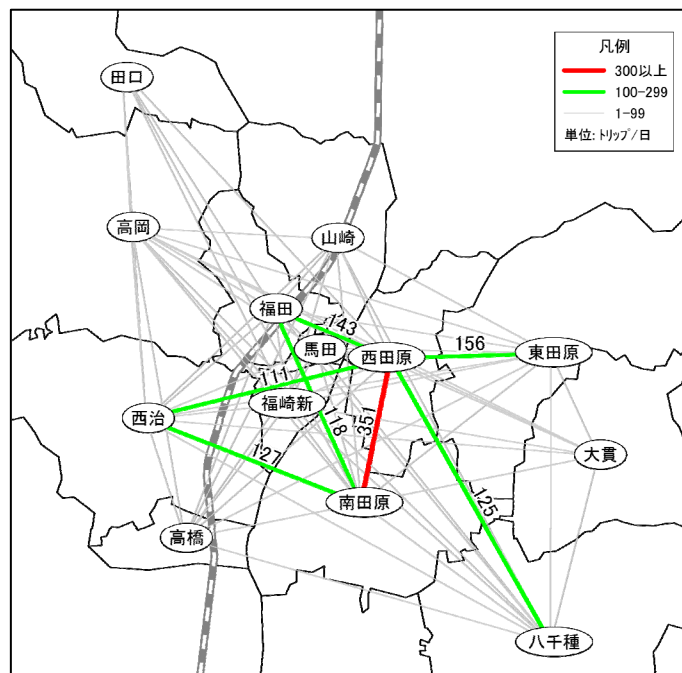 凡例
300以上
100-299
1-99
単位:トリップ/日
田口
高岡
山崎
福田
143
馬田
西田原
156
東田原
111
福崎新
118
351
西治
127
大貫
南田原
125
高橋
八千種